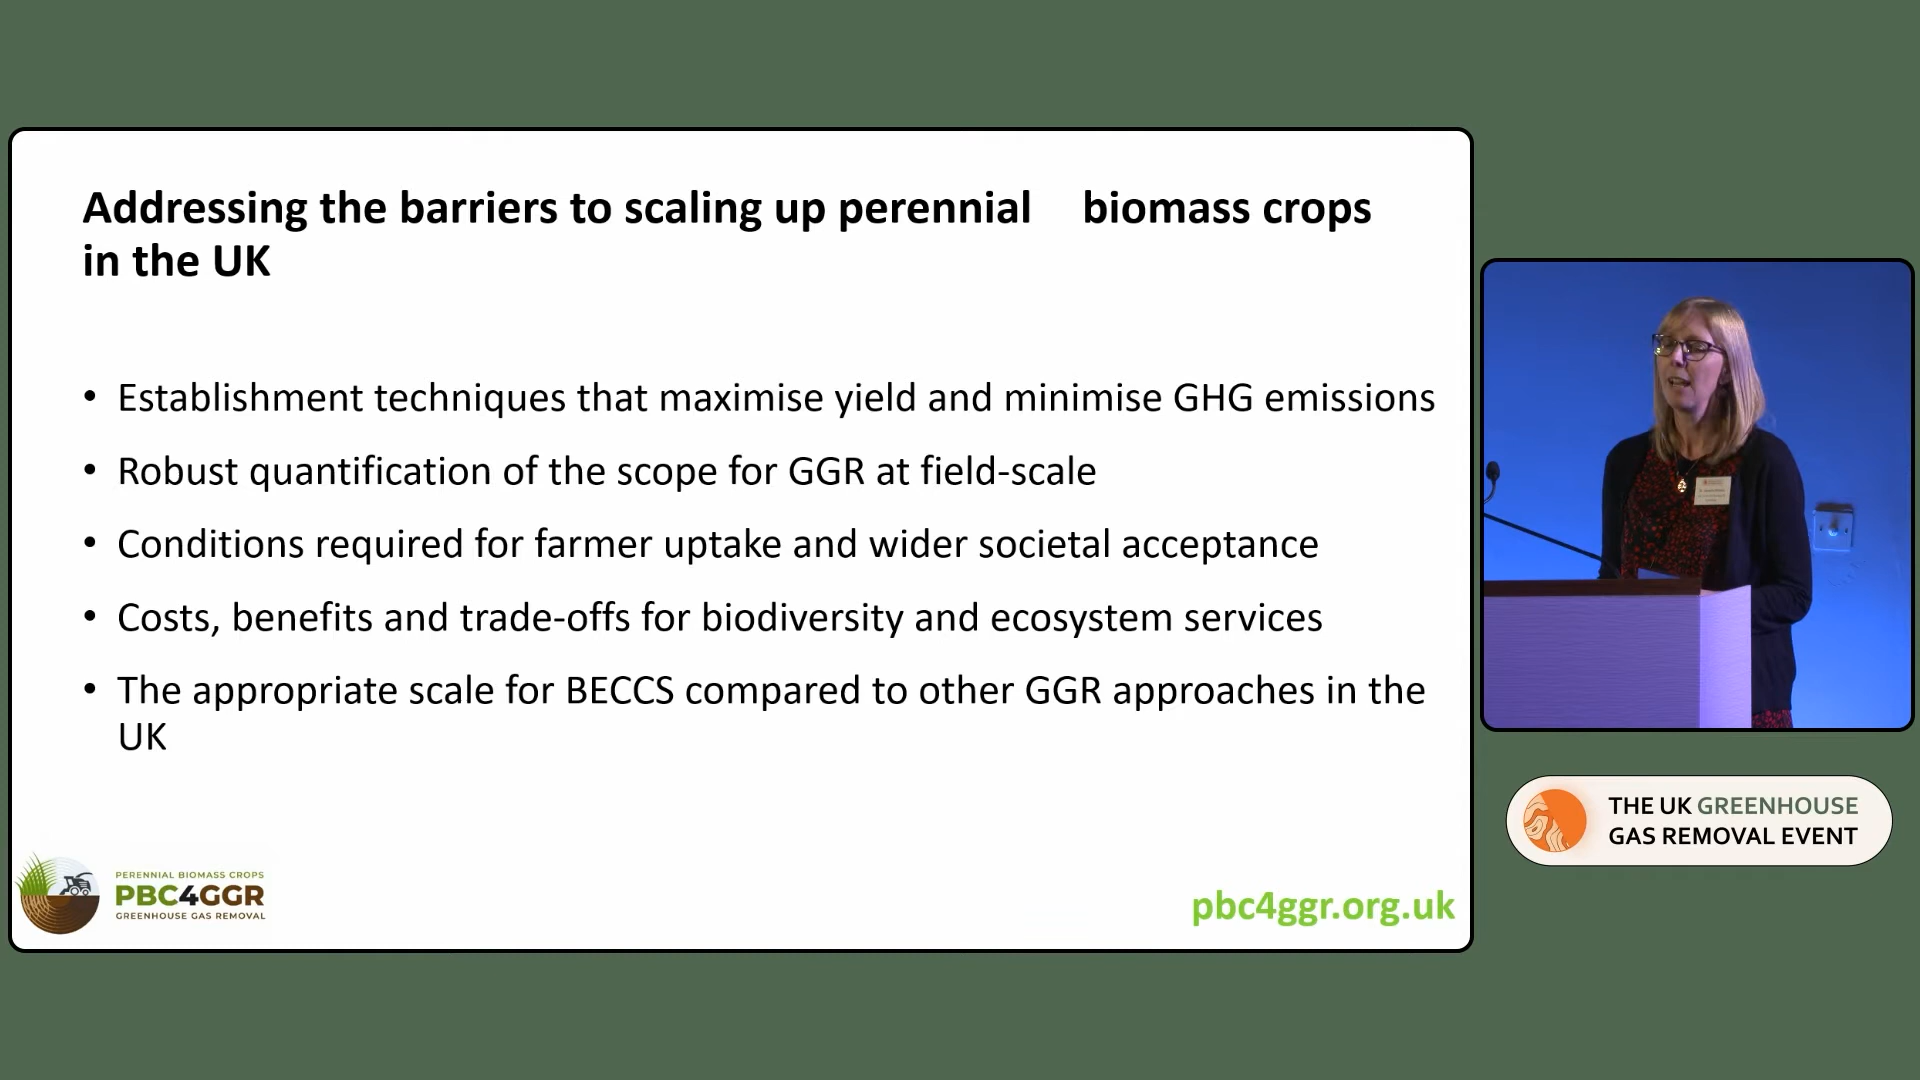 Addressing the barriers to scaling up perennial biomass crops
in the UK
• Establishment techniques that maximise yield and minimise GHG emissions
• Robust quantification of the scope for GGR at field-scale
• Conditions required for farmer uptake and wider societal acceptance
• Costs, benefits and trade-offs for biodiversity and ecosystem services
• The appropriate scale for BECCS compared to other GGR approaches in the
UK
PERENNIAL BIOMASS CROPS
PBC4GGR
GREENHOUSE GAS REMOVAL
pbc4ggr.org.uk
THE UK GREENHOUSE
GAS REMOVAL EVENT